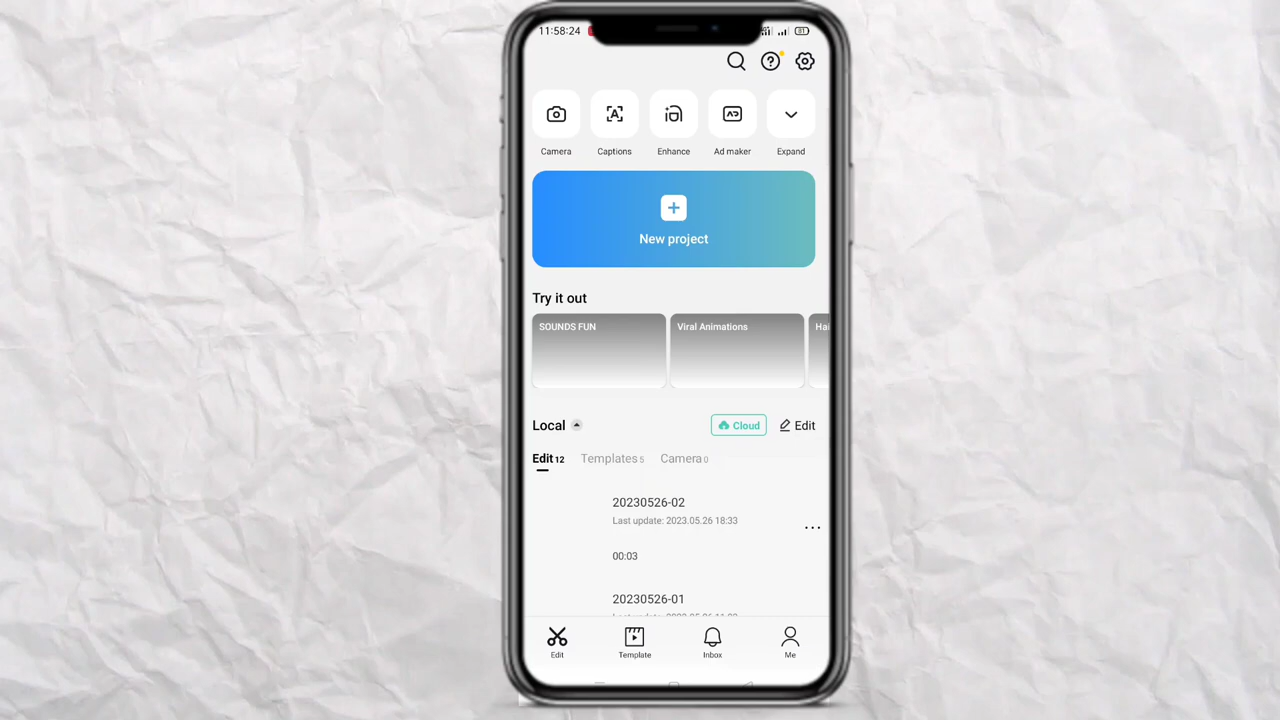 11:58:24
81
Camera
Captions
Enhance
Ad maker
Expand
New project
Try it out
SOUNDS FUN
Viral Animations
Hai
Local
Cloud
Edit
Edit 12
Templates 5
Camera 0
20230526-02
Last update: 2023.05.26 18:33
00:03
20230526-01
Edit
Template
Inbox
Me